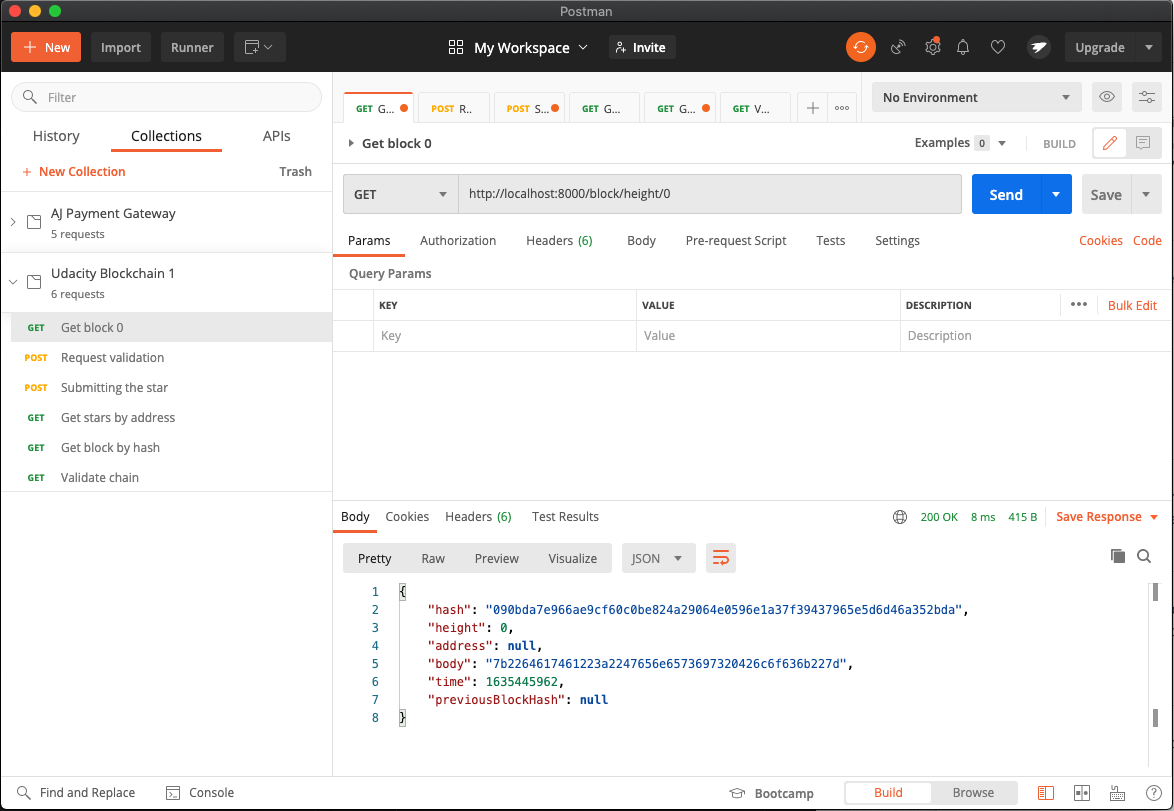 Postman
+ New
Import
Runner
My Workspace
Invite
Upgrade
Filter
History
Collections
APIs
+ New Collection
Trash
AJ Payment Gateway
5 requests
Udacity Blockchain 1
6 requests
GET Get block 0
POST Request validation
POST Submitting the star
GET Get stars by address
GET Get block by hash
GET Validate chain
GET G...
POST R..
POST S...
GET G...
GET G...
GET V...
No Environment
Get block 0
Examples 0
BUILD
GET
http://localhost:8000/block/height/0
Send
Save
Params
Authorization
Headers (6)
Body
Pre-request Script
Tests
Settings
Cookies
Code
Query Params
KEY
VALUE
DESCRIPTION
Bulk Edit
Key
Value
Description
Body
Cookies
Headers (6)
Test Results
200 OK
8 ms
415 B
Save Response
Pretty
Raw
Preview
Visualize
JSON
1 {
2 "hash": "090bda7e966ae9cf60c0be824a29064e0596e1a37f39437965e5d6d46a352bda",
3 "height": 0,
4 "address": null,
5 "body": "7b2264617461223a2247656e6573697320426c6f636b227d",
6 "time": 1635445962,
7 "previousBlockHash": null
8 }
Find and Replace
Console
Bootcamp
Build
Browse